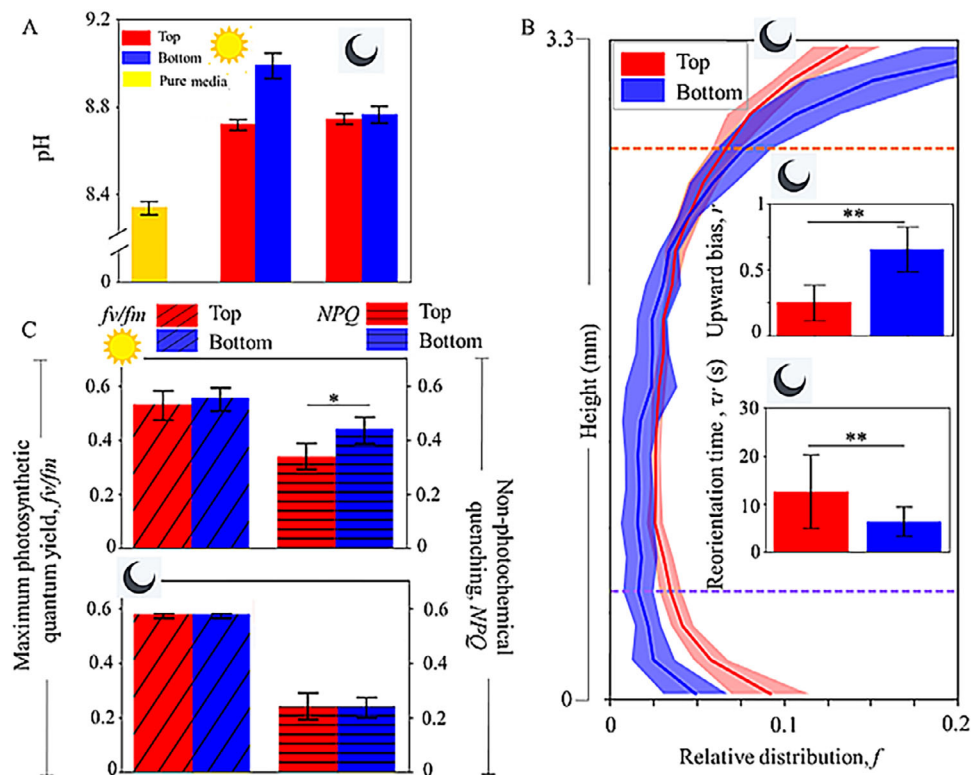 A
9.2
8.8
8.4
0
pH
Top
Bottom
Pure media
B
3.3
0
Height (mm)
Top
Bottom
Upward bias, r
1
0.5
0
**
Reorientation time , τr (s)
30
20
10
0
**
0
0.1
0.2
Relative distribution, f
C
fv/fm
Top
Bottom
NPQ
Top
Bottom
Maximum photosynthetic
quantum yield, fv/fm
Non-photochemical
quenching, NPQ
0.6
0.4
0.2
0
*
0.6
0.4
0.2
0
0.6
0.4
0.2
0
0.6
0.4
0.2
0